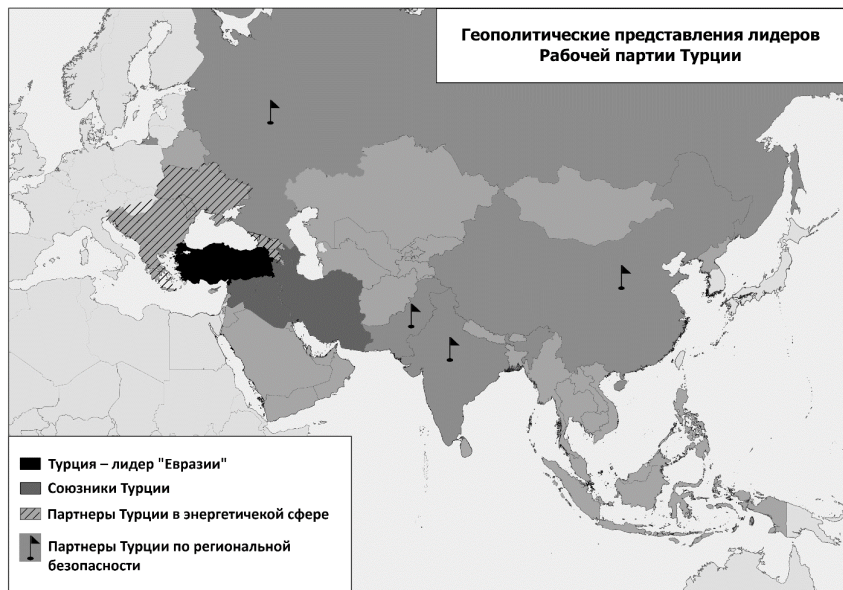 Геополитические представления лидеров
Рабочей партии Турции
Турция – лидер "Евразии"
Союзники Турции
Партнеры Турции в энергетичекой сфере
Партнеры Турции по региональной
безопасности